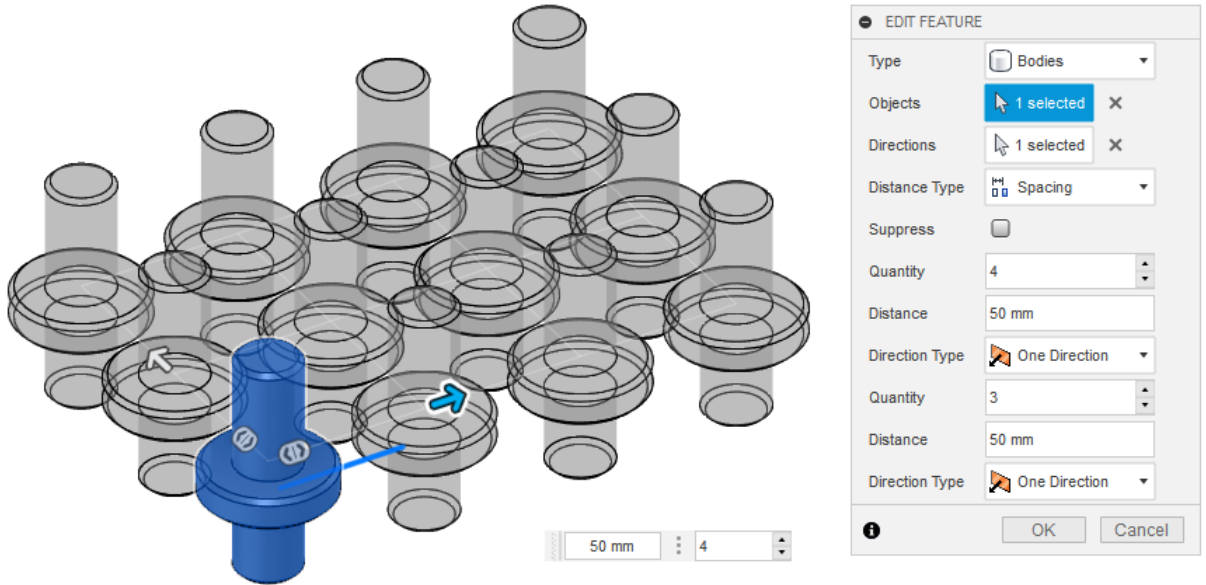 EDIT FEATURE
Type Bodies
Objects 1 selected
Directions 1 selected
Distance Type Spacing
Suppress
Quantity 4
Distance 50 mm
Direction Type One Direction
Quantity 3
Distance 50 mm
Direction Type One Direction
OK Cancel
50 mm 4